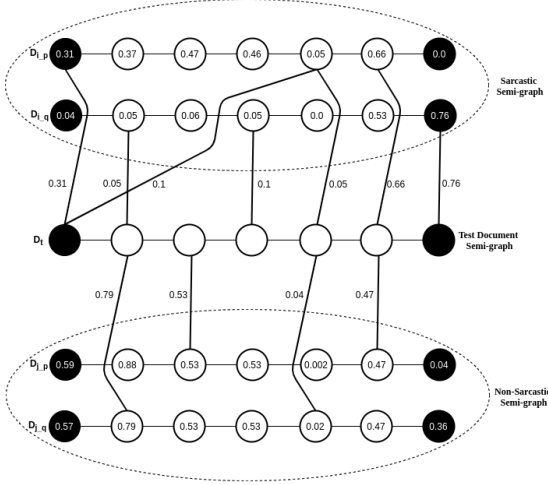 D_i_p 0.31 0.37 0.47 0.46 0.05 0.66 0.0
Sarcastic
Semi-graph
D_i_q 0.04 0.05 0.06 0.05 0.0 0.53 0.76
0.31 0.05 0.1 0.1 0.05 0.66 0.76
D_t
Test Document
Semi-graph
0.79 0.53 0.04 0.47
D_j_p 0.59 0.88 0.53 0.53 0.002 0.47 0.04
Non-Sarcastic
Semi-graph
D_j_q 0.57 0.79 0.53 0.53 0.02 0.47 0.36